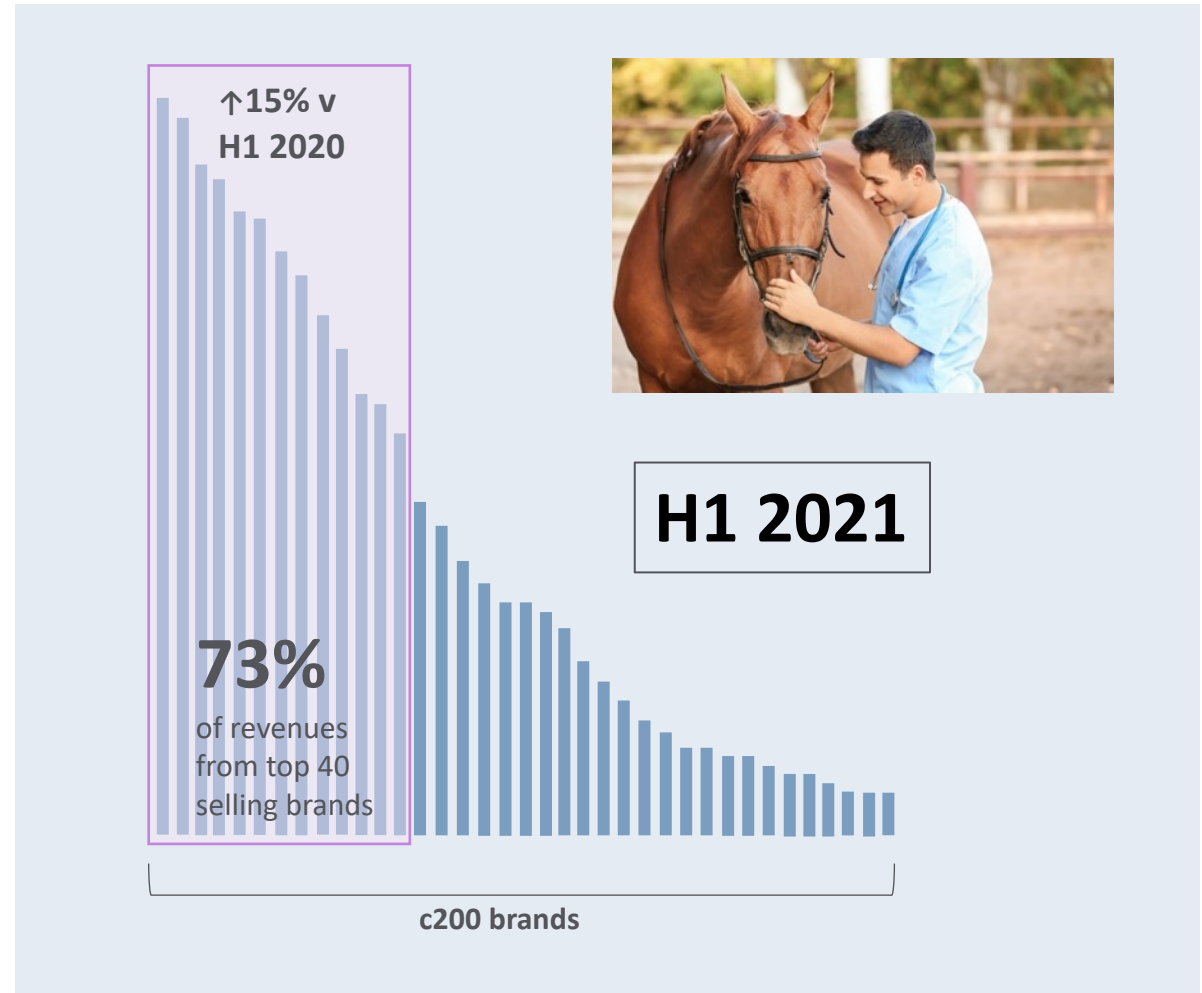 ↑15% v
H1 2020
H1 2021
73%
of revenues
from top 40
selling brands
c200 brands